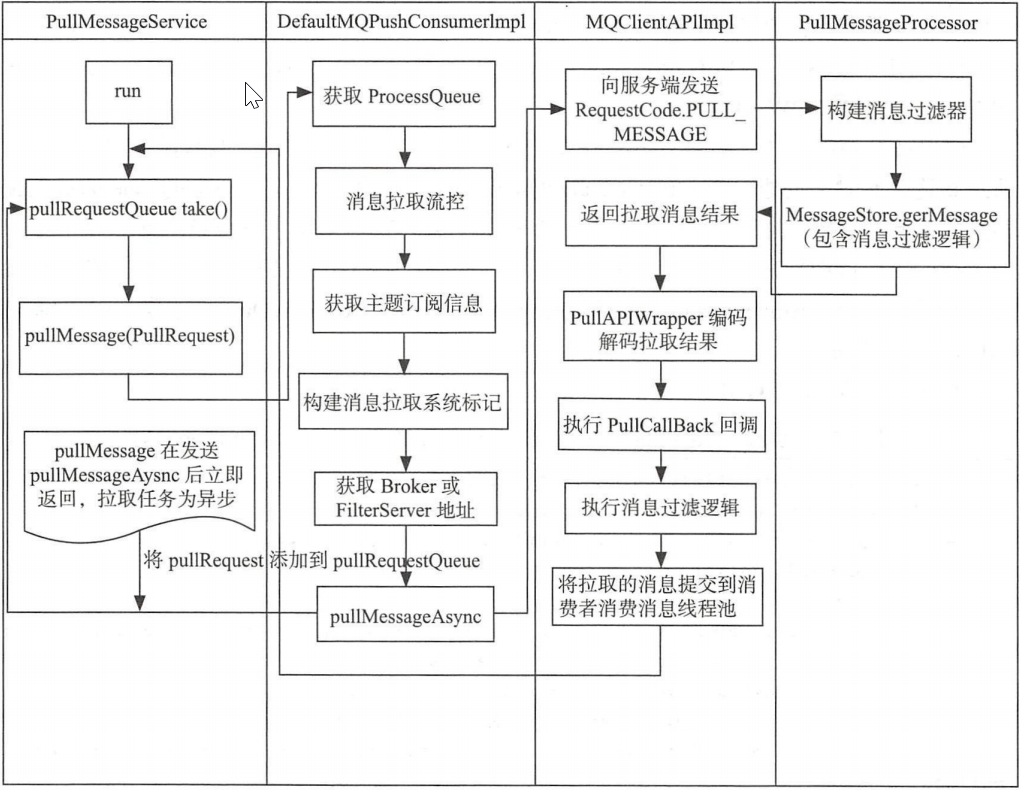 PullMessageService
DefaultMQPushConsumerImpl
MQClientAPIImpl
PullMessageProcessor
run
pullRequestQueue take()
pullMessage(PullRequest)
pullMessage 在发送
pullMessageAysnc 后立即
返回，拉取任务为异步
将 pullRequest 添加到 pullRequestQueue
获取 ProcessQueue
消息拉取流控
获取主题订阅信息
构建消息拉取系统标记
获取 Broker 或
FilterServer 地址
pullMessageAsync
向服务端发送
RequestCode.PULL_
MESSAGE
返回拉取消息结果
PullAPIWrapper 编码
解码拉取结果
执行 PullCallBack 回调
执行消息过滤逻辑
将拉取的消息提交到消
费者消费消息线程池
构建消息过滤器
MessageStore.gerMessage
（包含消息过滤逻辑）